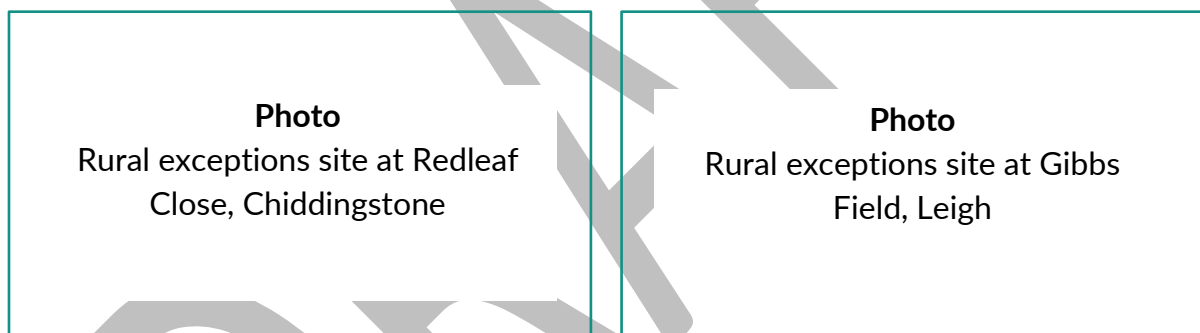 Photo
Rural exceptions site at Redleaf
Close, Chiddingstone
Photo
Rural exceptions site at Gibbs
Field, Leigh